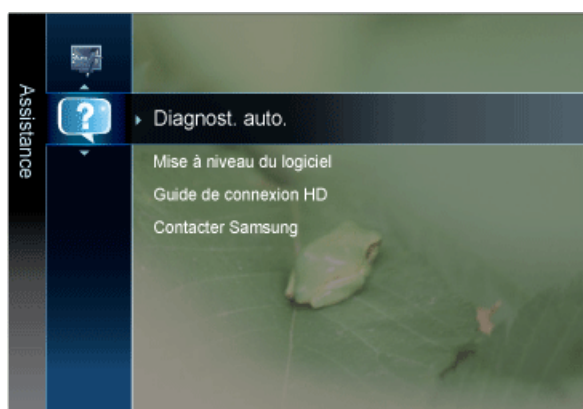 Assistance
Diagnost. auto.
Mise à niveau du logiciel
Guide de connexion HD
Contacter Samsung